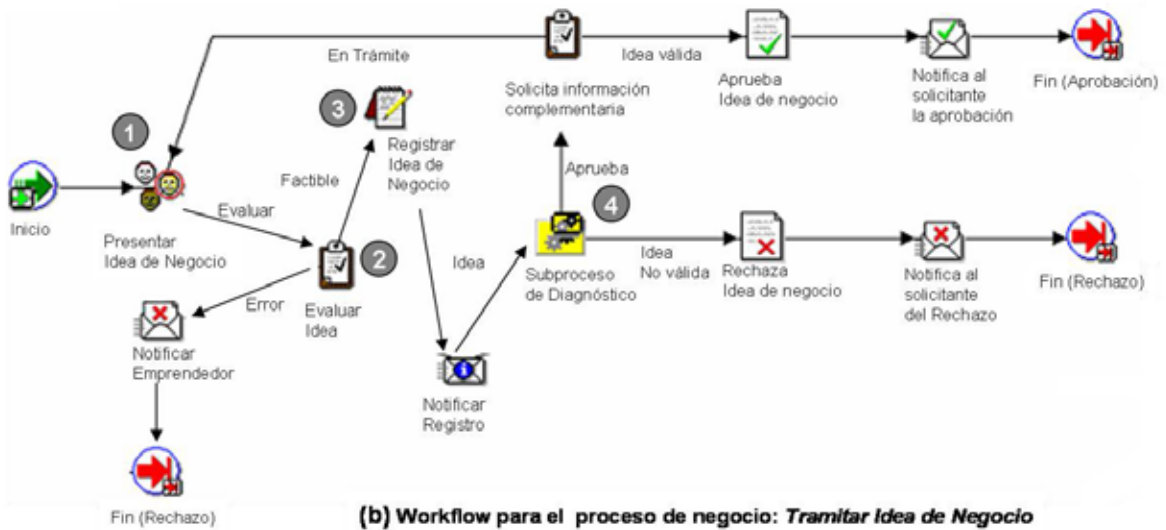 En Trámite
Idea válida
Solicita información
complementaria
Aprueba
Idea de negocio
Notifica al
solicitante
la aprobación
Fin (Aprobación)
1
3
Registrar
Idea de
Negocio
Factible
Aprueba
Inicio
Evaluar
4
Presentar
Idea de Negocio
2
Idea
Subproceso
de Diagnóstico
Idea
No válida
Rechaza
Idea de negocio
Notifica al
solicitante
del Rechazo
Fin (Rechazo)
Error
Evaluar
Idea
Notificar
Emprendedor
Notificar
Registro
Fin (Rechazo)
(b) Workflow para el proceso de negocio: Tramitar Idea de Negocio